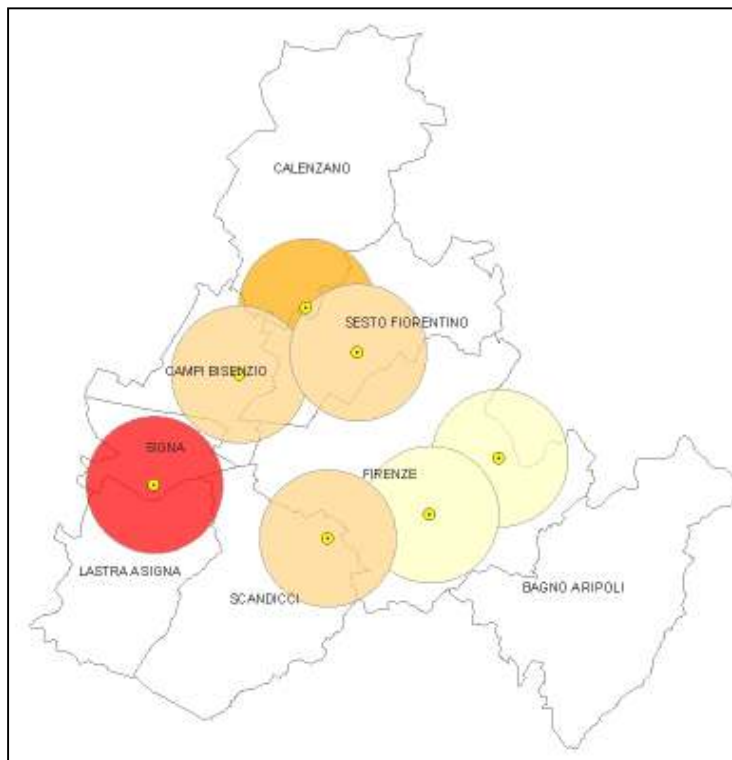 CALENZANO
SESTO FIORENTINO
CAMPI BISENZIO
SIGNA
FIRENZE
LASTRA A SIGNA
SCANDICCI
BAGNO A RIPOLI